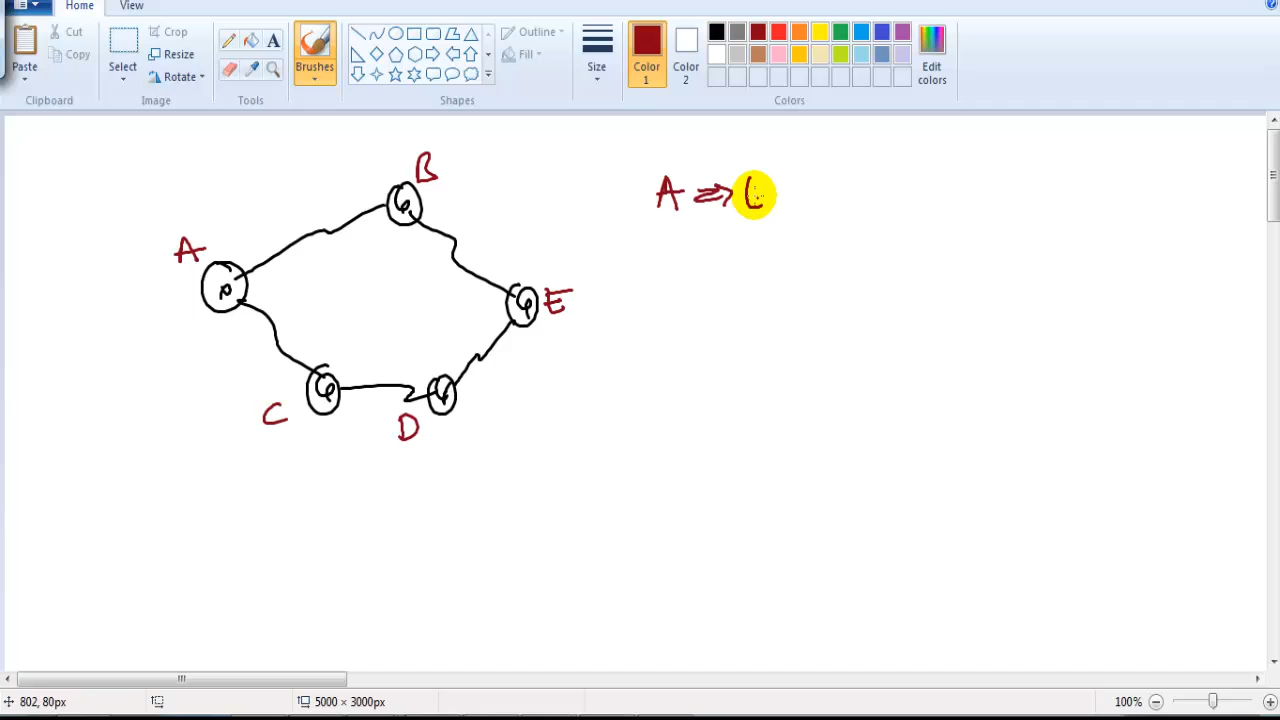 Home View
Cut
Copy
Paste
Clipboard
Select
Crop
Resize
Rotate
Image
A
Tools
Brushes
Outline
Fill
Shapes
Size
Color 1
Color 2
Edit colors
Colors
B
A
E
C
D
A
802, 80px
5000 × 3000px
100%